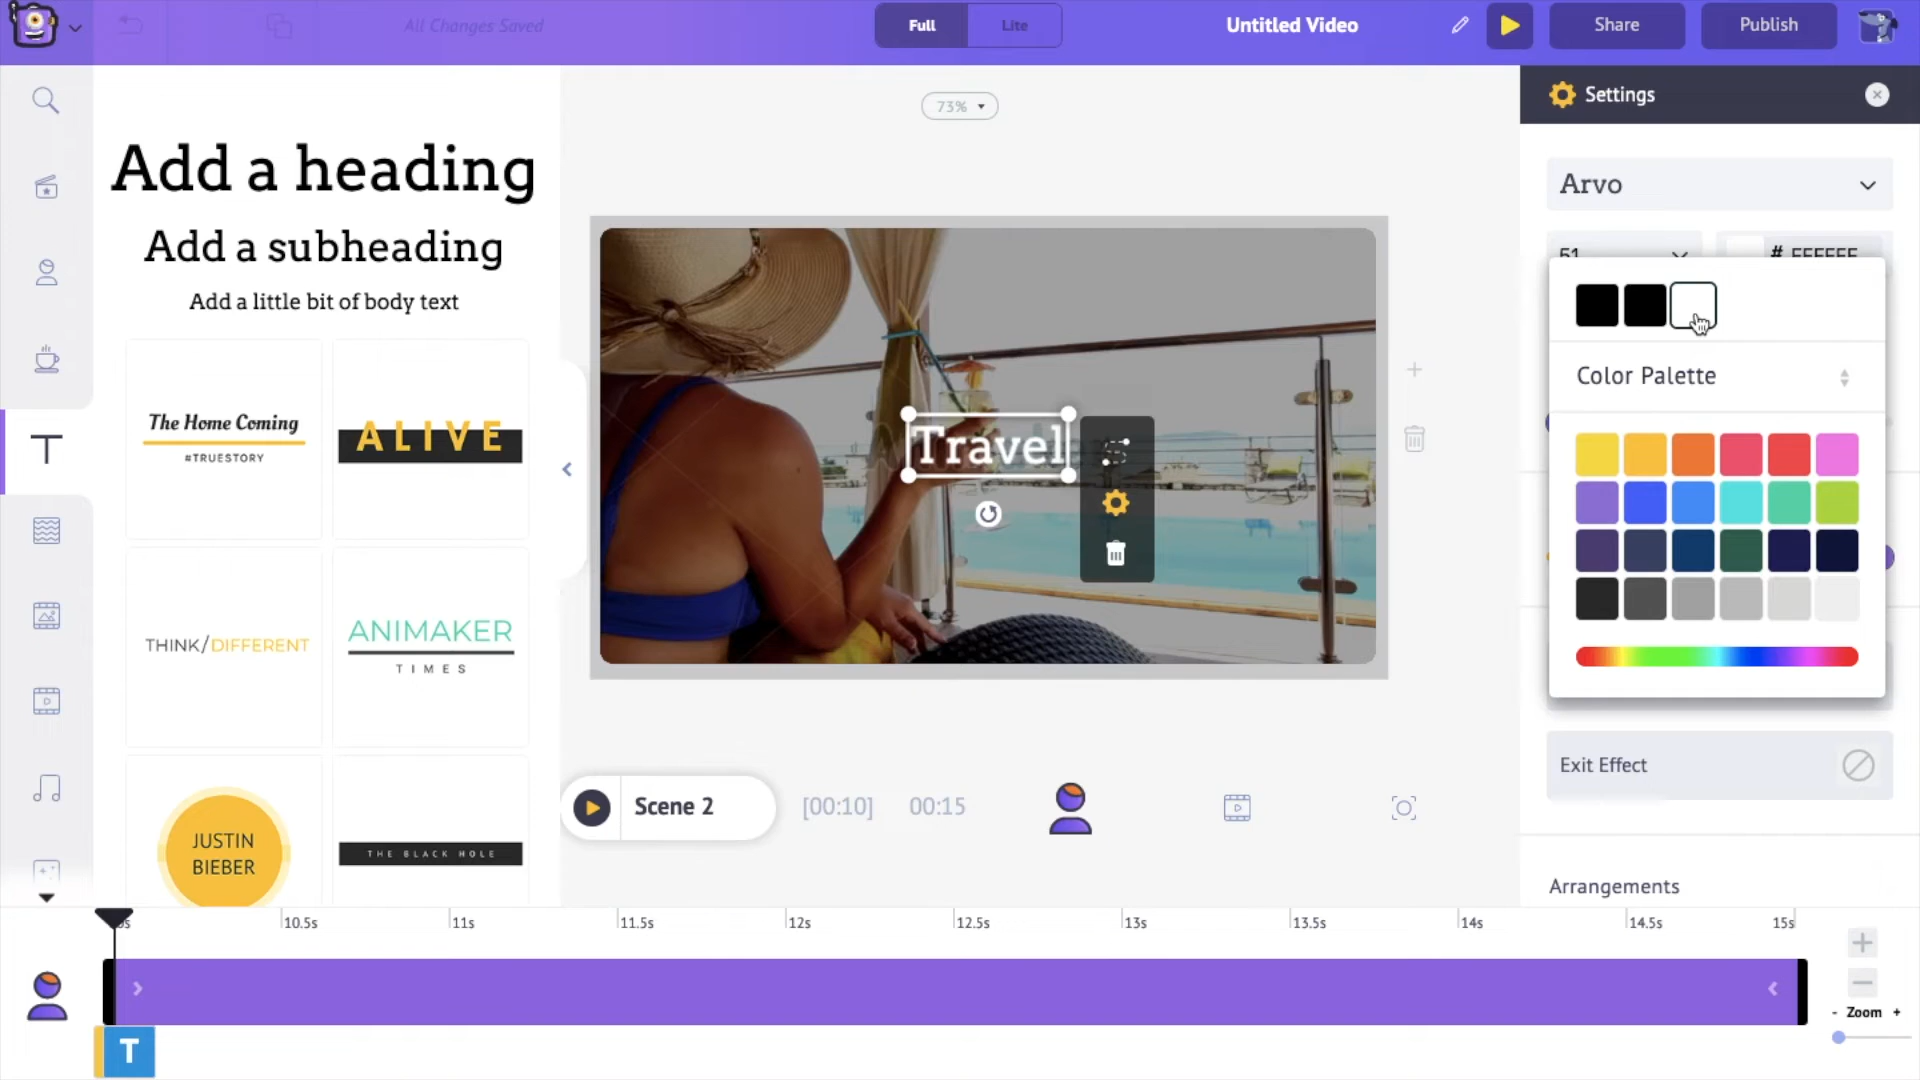 All Changes Saved
Full
Lite
Untitled Video
Share
Publish
Settings
73%
Add a heading
Add a subheading
Add a little bit of body text
Arvo
51
# FFFFFF
Color Palette
The Home Coming
#TRUESTORY
ALIVE
Travel
THINK/DIFFERENT
ANIMAKER
TIMES
JUSTIN
BIEBER
THE BLACK HOLE
Scene 2
[00:10]
00:15
Exit Effect
Arrangements
10.5s
11s
11.5s
12s
12.5s
13s
13.5s
14s
14.5s
15s
- Zoom +
T